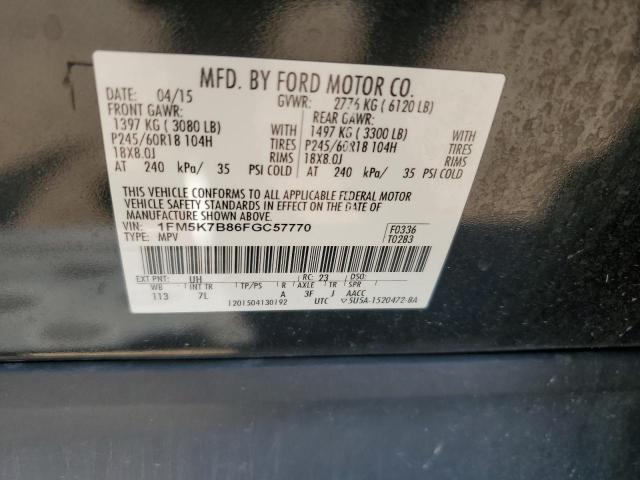 MFD. BY FORD MOTOR CO.
DATE: 04/15 GVWR: 2776 KG ( 6120 LB)
FRONT GAWR: REAR GAWR:
1397 KG ( 3080 LB) WITH 1497 KG ( 3300 LB) WITH
P245/60R18 104H TIRES P245/60R18 104H TIRES
18X8.0J RIMS 18X8.0J RIMS
AT 240 kPa/ 35 PSI COLD AT 240 kPa/ 35 PSI COLD
THIS VEHICLE CONFORMS TO ALL APPLICABLE FEDERAL MOTOR
VEHICLE SAFETY STANDARDS IN EFFECT ON THE DATE OF
MANUFACTURE SHOWN ABOVE.
VIN: 1FM5K7B86FGC57770 F0336
TYPE: MPV T0283
EXT PNT: UH RC: 23 DSO:
WB I/TR TP/PS R AXLE TR SPR
113 7L A 3F J AACC
1201504130192 UTC 5U5A-1520472-BA